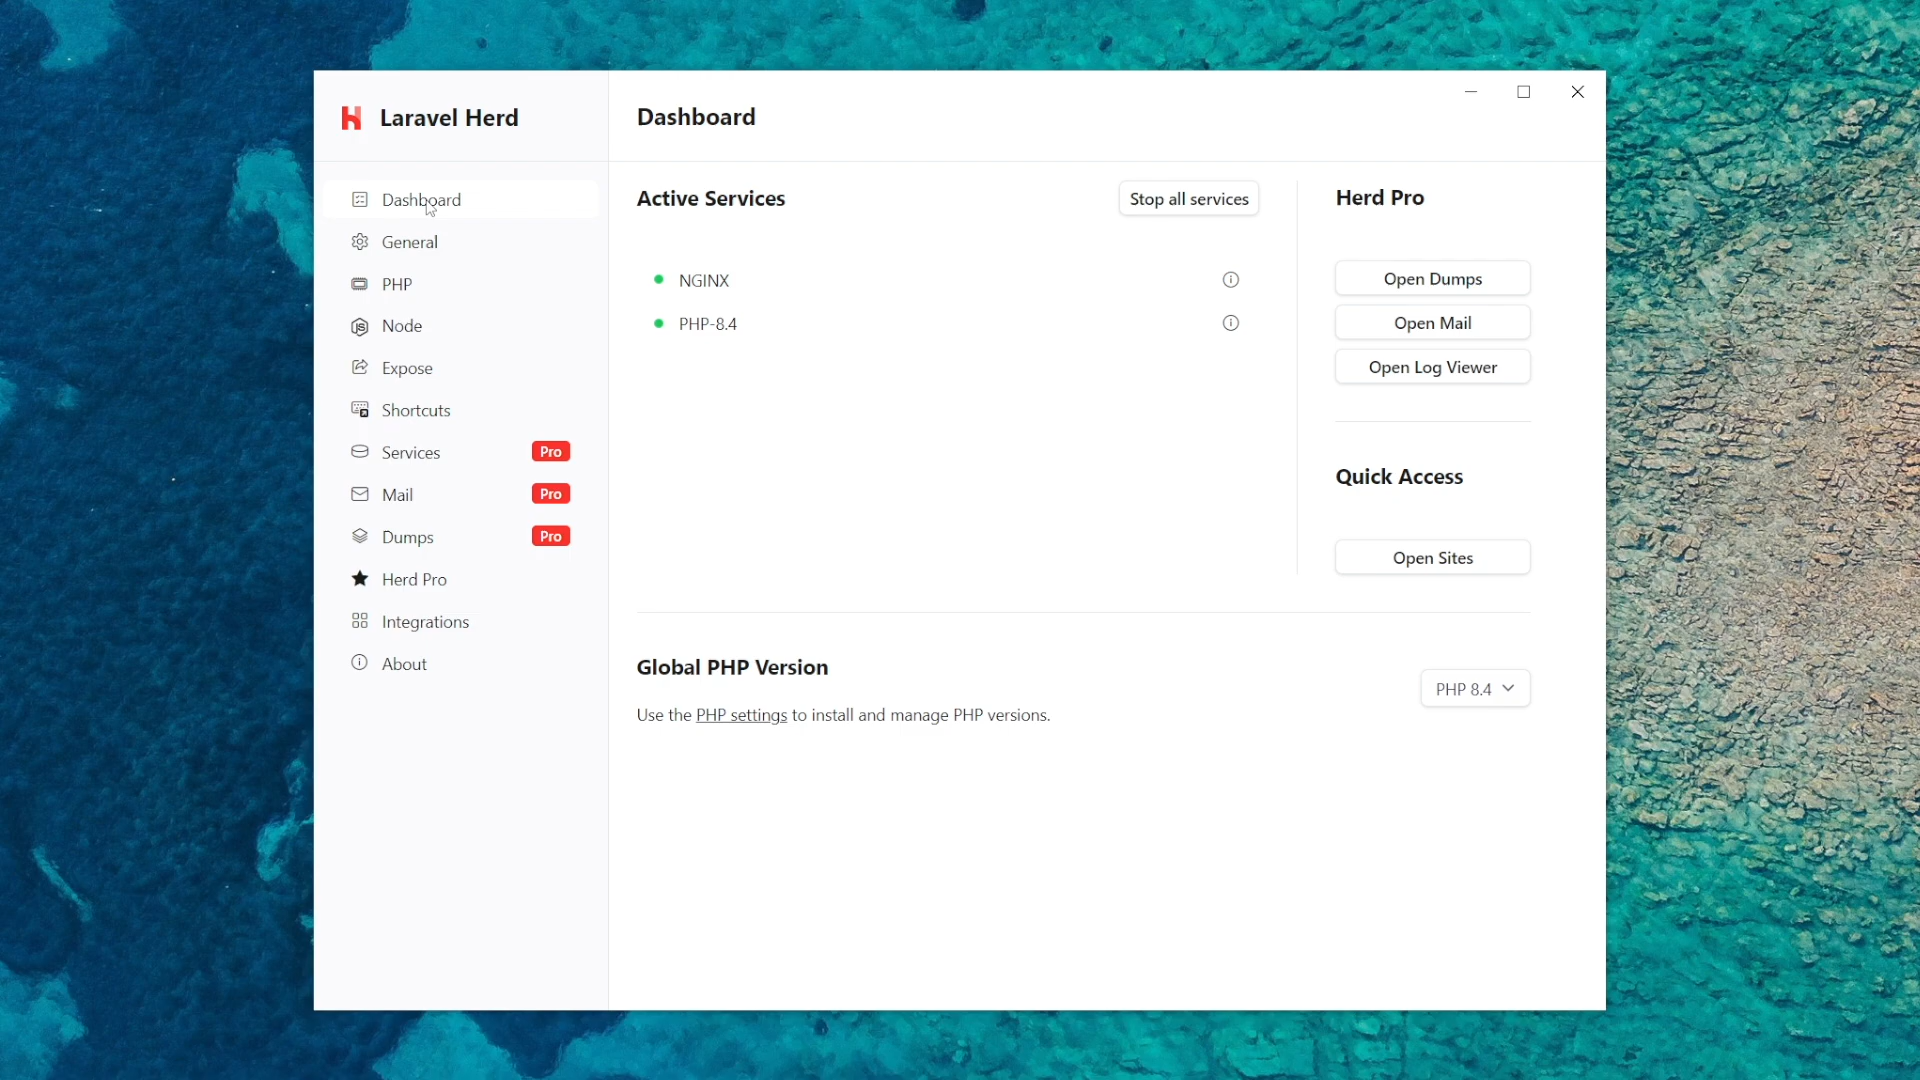 Laravel Herd
Dashboard
General
PHP
Node
Expose
Shortcuts
Services Pro
Mail Pro
Dumps Pro
Herd Pro
Integrations
About
Dashboard
Active Services
Stop all services
NGINX
PHP-8.4
Herd Pro
Open Dumps
Open Mail
Open Log Viewer
Quick Access
Open Sites
Global PHP Version
Use the PHP settings to install and manage PHP versions.
PHP 8.4